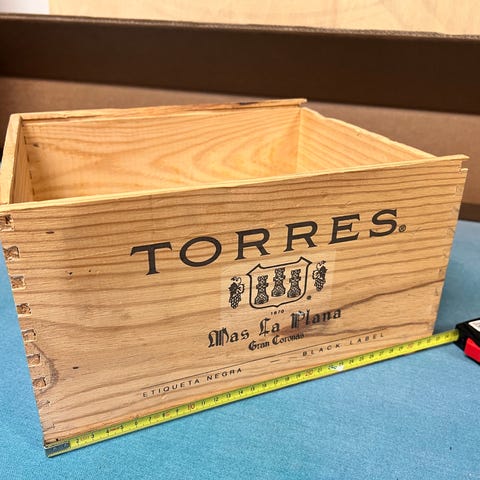 TORRES®
1870
®
Mas La Plana
Gran Coronas
ETIQUETA NEGRA
BLACK LABEL